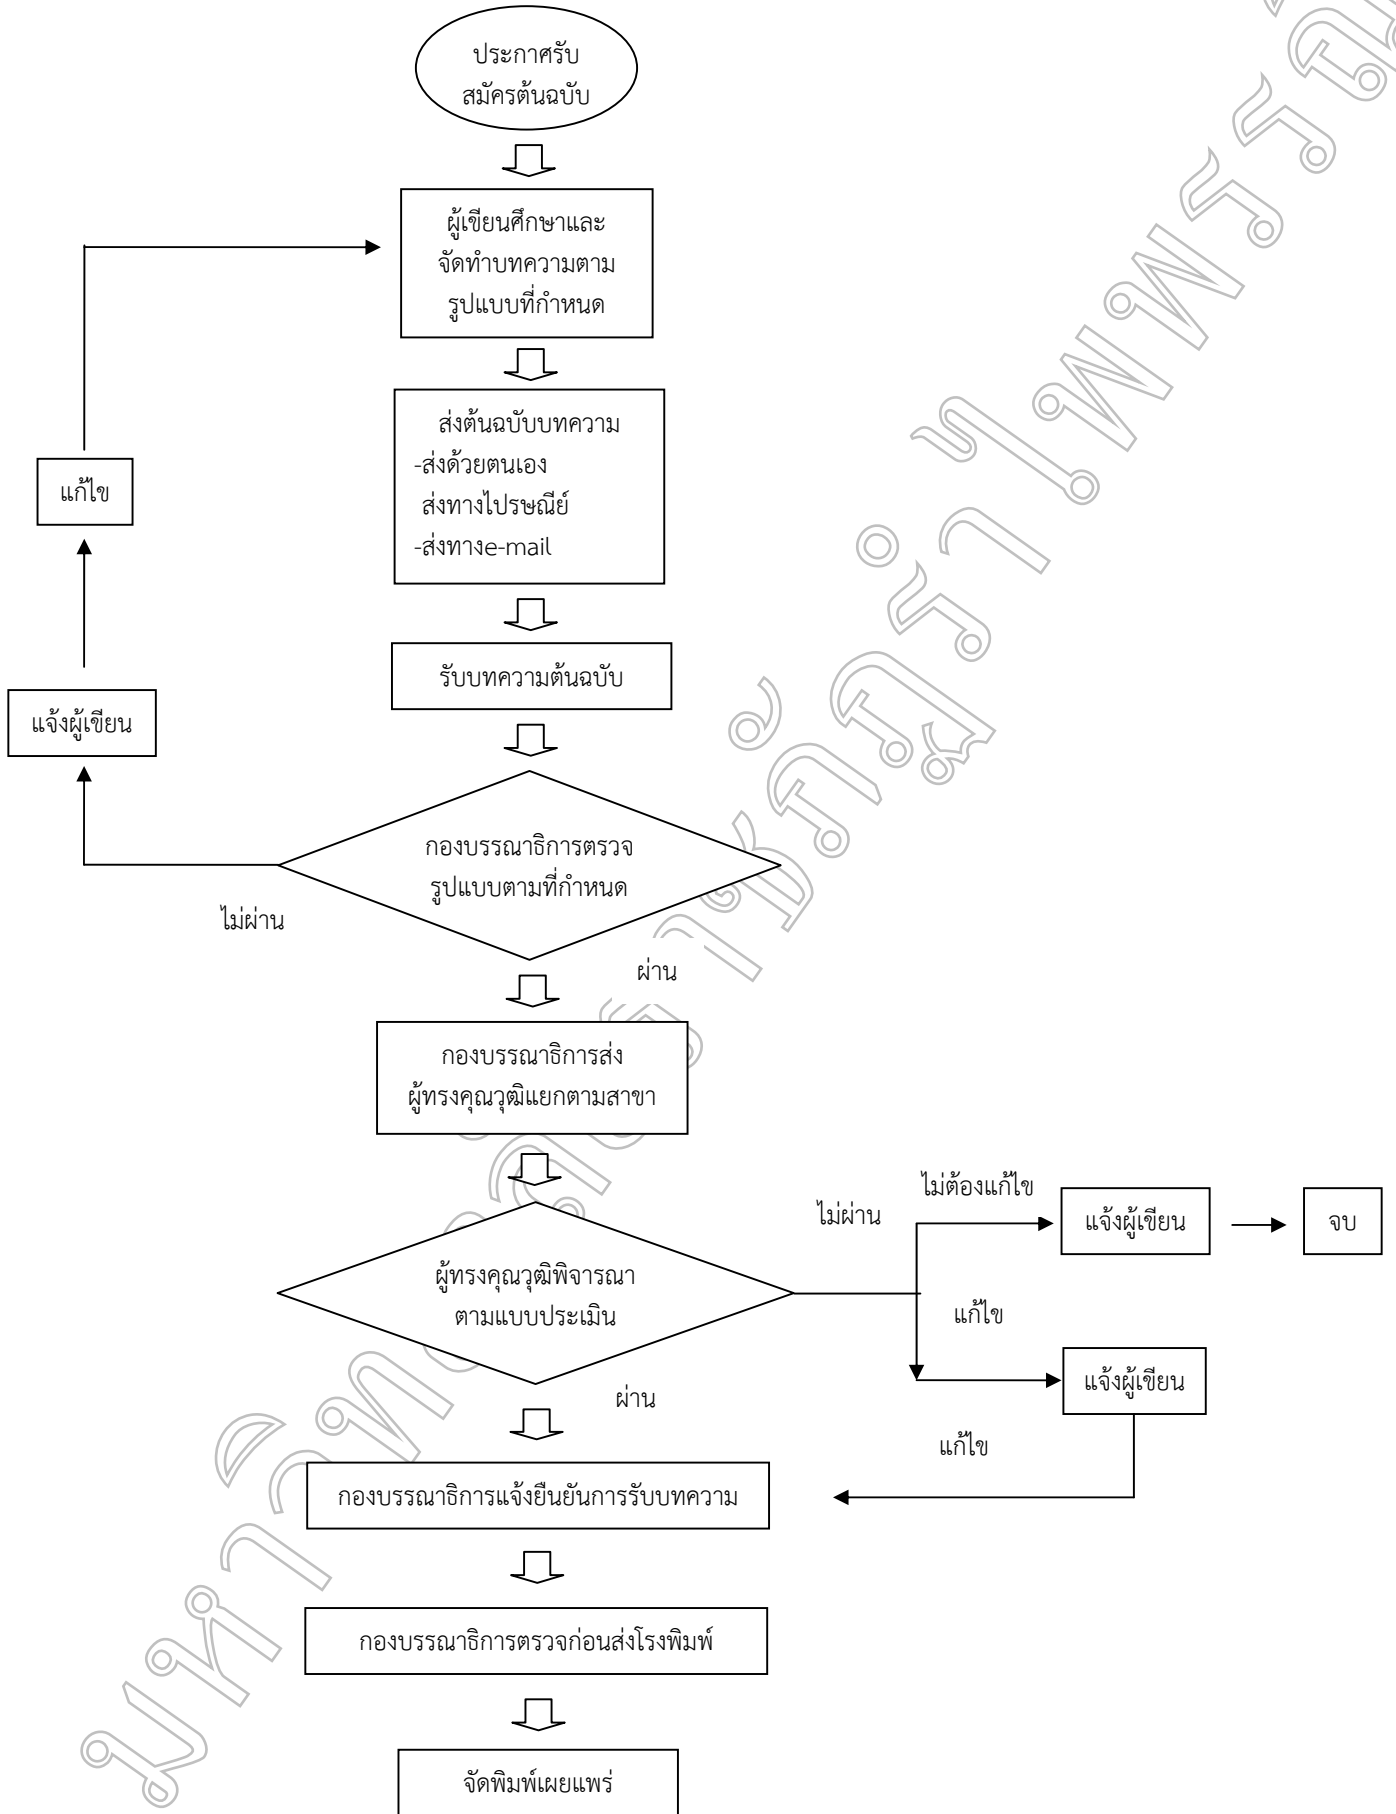 ประกาศรับ
สมัครต้นฉบับ
ผู้เขียนศึกษาและ
จัดทำบทความตาม
รูปแบบที่กำหนด
ส่งต้นฉบับบทความ
-ส่งด้วยตนเอง
ส่งทางไปรษณีย์
-ส่งทางe-mail
แก้ไข
รับบทความต้นฉบับ
แจ้งผู้เขียน
กองบรรณาธิการตรวจ
รูปแบบตามที่กำหนด
ไม่ผ่าน
ผ่าน
กองบรรณาธิการส่ง
ผู้ทรงคุณวุฒิแยกตามสาขา
ไม่ผ่าน
ไม่ต้องแก้ไข
แจ้งผู้เขียน
จบ
ผู้ทรงคุณวุฒิพิจารณา
ตามแบบประเมิน
แก้ไข
แจ้งผู้เขียน
ผ่าน
แก้ไข
กองบรรณาธิการแจ้งยืนยันการรับบทความ
กองบรรณาธิการตรวจก่อนส่งโรงพิมพ์
จัดพิมพ์เผยแพร่